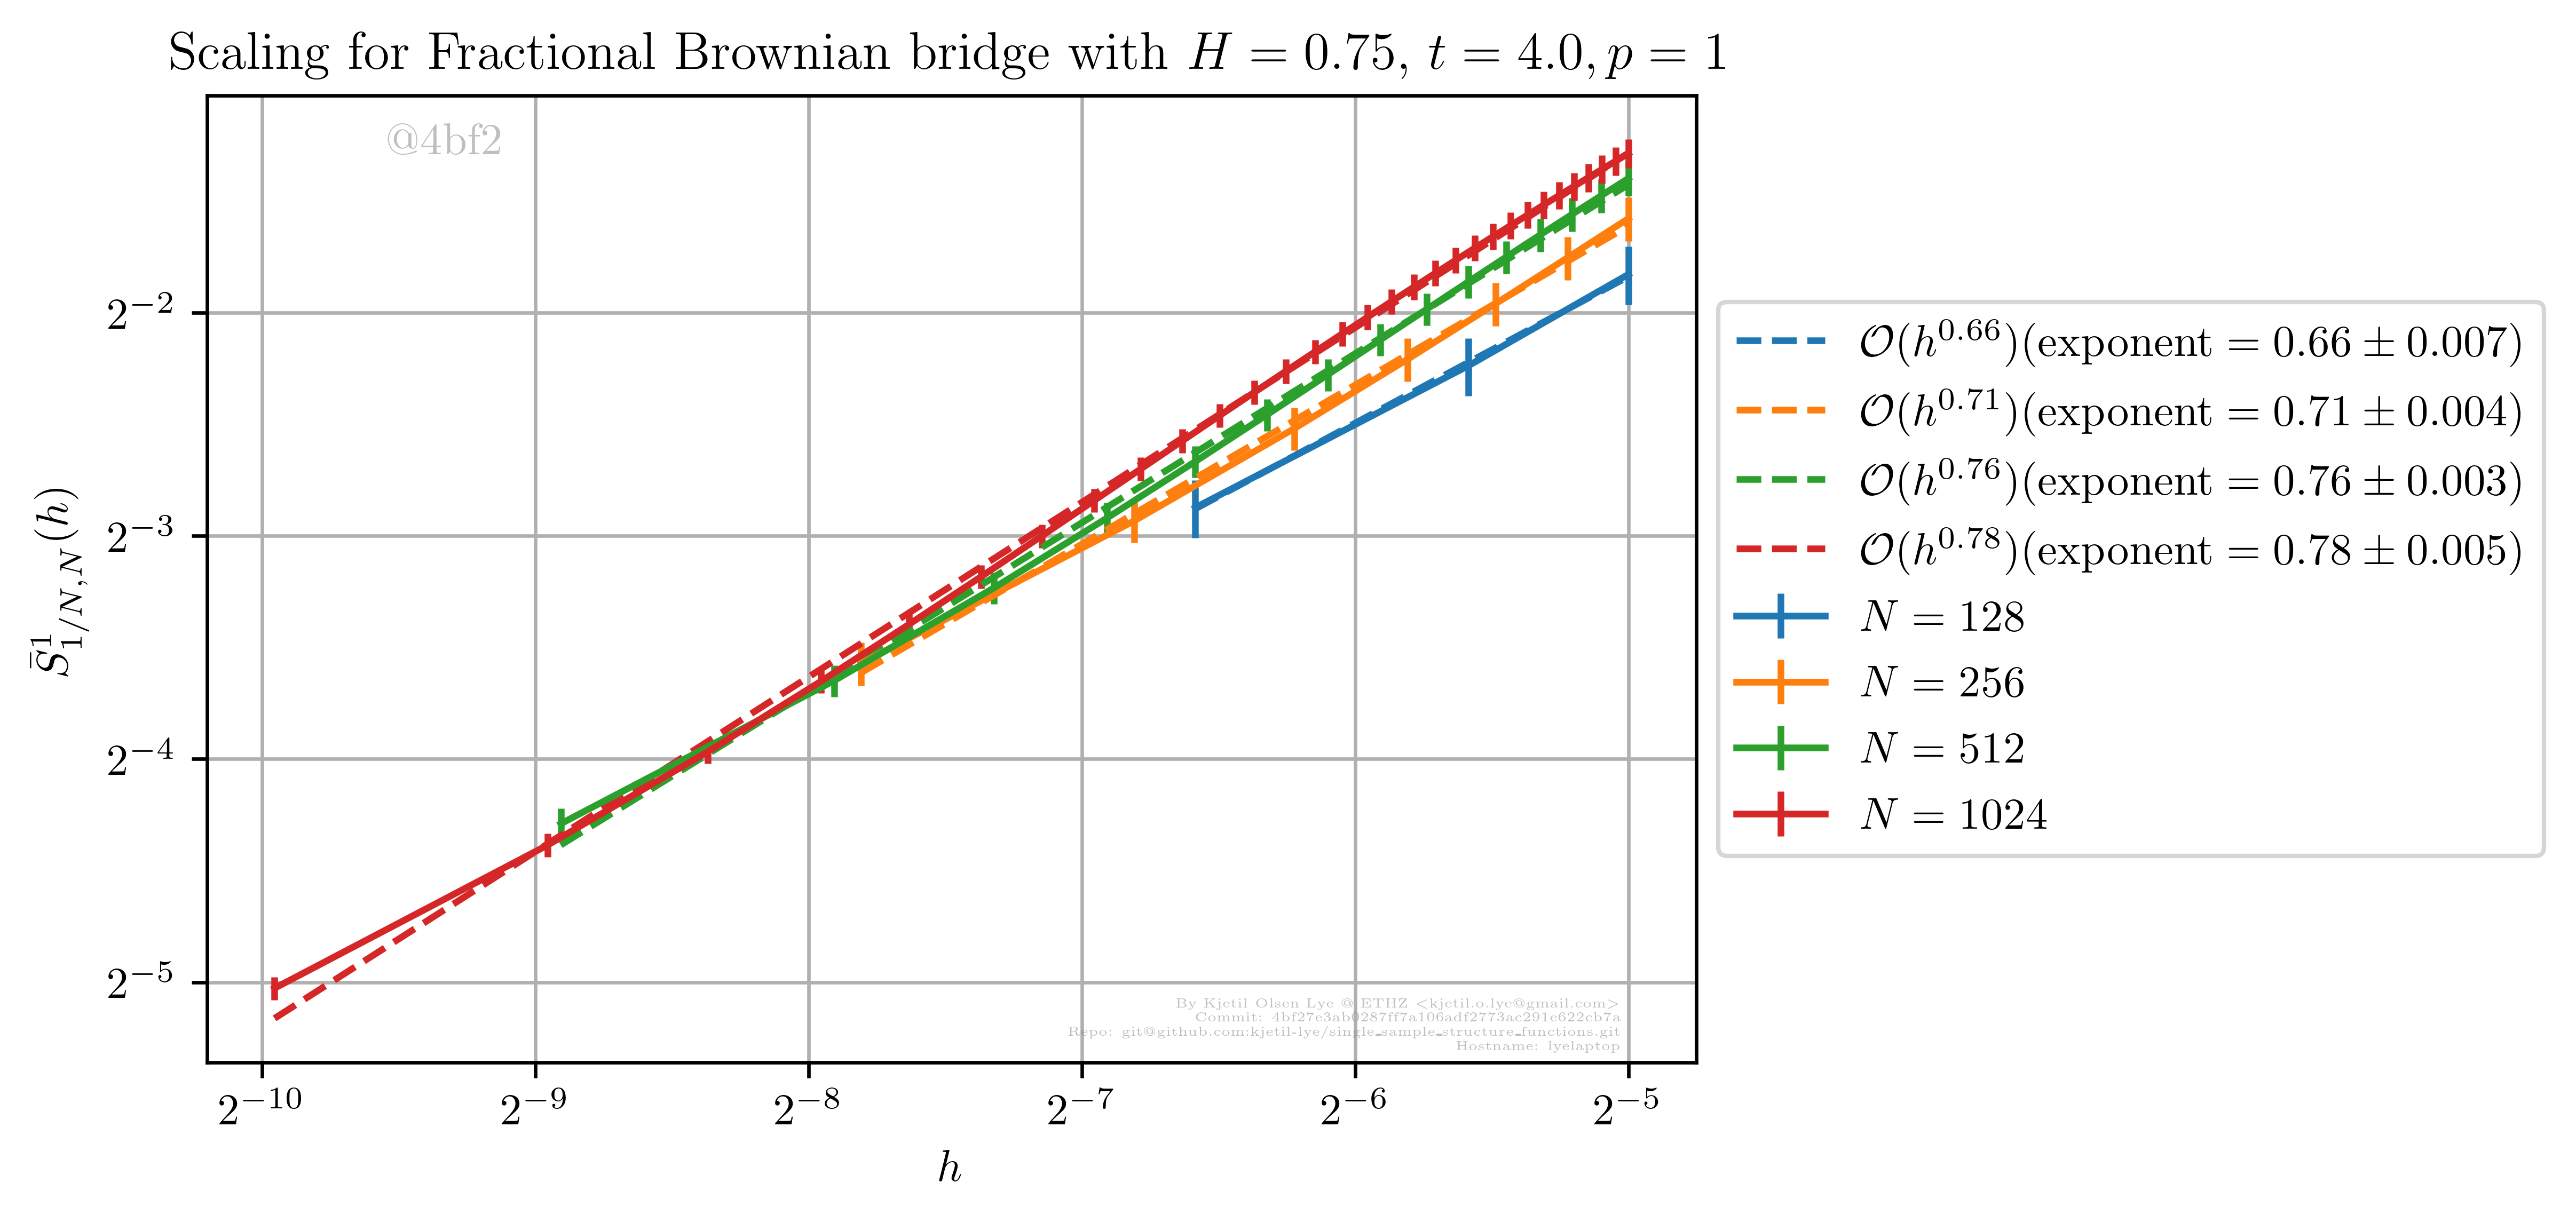 Scaling for Fractional Brownian bridge with H = 0.75, t = 4.0, p = 1
@4bf2
2⁻²
2⁻³
2⁻⁴
2⁻⁵
S̄¹_{1/N,N}(h)
By Kjetil Olsen Lye @ ETHZ <kjetil.o.lye@gmail.com>
Commit: 4bf27e3ab0287ff7a106adf2773ac291e622cb7a
Repo: git@github.com:kjetil-lye/single_sample_structure_functions.git
Hostname: lyelaptop
2⁻¹⁰ 2⁻⁹ 2⁻⁸ 2⁻⁷ 2⁻⁶ 2⁻⁵
h
𝒪(h^{0.66})(exponent = 0.66 ± 0.007)
𝒪(h^{0.71})(exponent = 0.71 ± 0.004)
𝒪(h^{0.76})(exponent = 0.76 ± 0.003)
𝒪(h^{0.78})(exponent = 0.78 ± 0.005)
N = 128
N = 256
N = 512
N = 1024